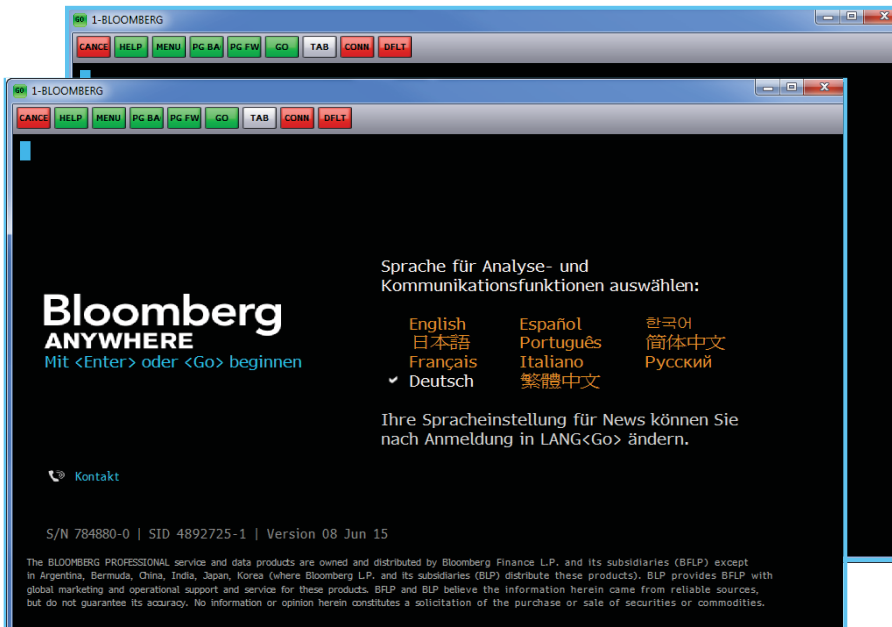 1-BLOOMBERG
CANCE HELP MENU PG BA PG FW GO TAB CONN DFLT
1-BLOOMBERG
CANCE HELP MENU PG BA PG FW GO TAB CONN DFLT
Sprache für Analyse- und
Kommunikationsfunktionen auswählen:
Bloomberg
ANYWHERE
Mit <Enter> oder <Go> beginnen
English Español 한국어
日本語 Português 简体中文
Français Italiano Русский
Deutsch 繁體中文
Ihre Spracheinstellung für News können Sie
nach Anmeldung in LANG<Go> ändern.
Kontakt
S/N 784880-0 | SID 4892725-1 | Version 08 Jun 15
The BLOOMBERG PROFESSIONAL service and data products are owned and distributed by Bloomberg Finance L.P. and its subsidiaries (BFLP) except
in Argentina, Bermuda, China, India, Japan, Korea (where Bloomberg L.P. and its subsidiaries (BLP) distribute these products). BLP provides BFLP with
global marketing and operational support and service for these products. BFLP and BLP believe the information herein came from reliable sources,
but do not guarantee its accuracy. No information or opinion herein constitutes a solicitation of the purchase or sale of securities or commodities.